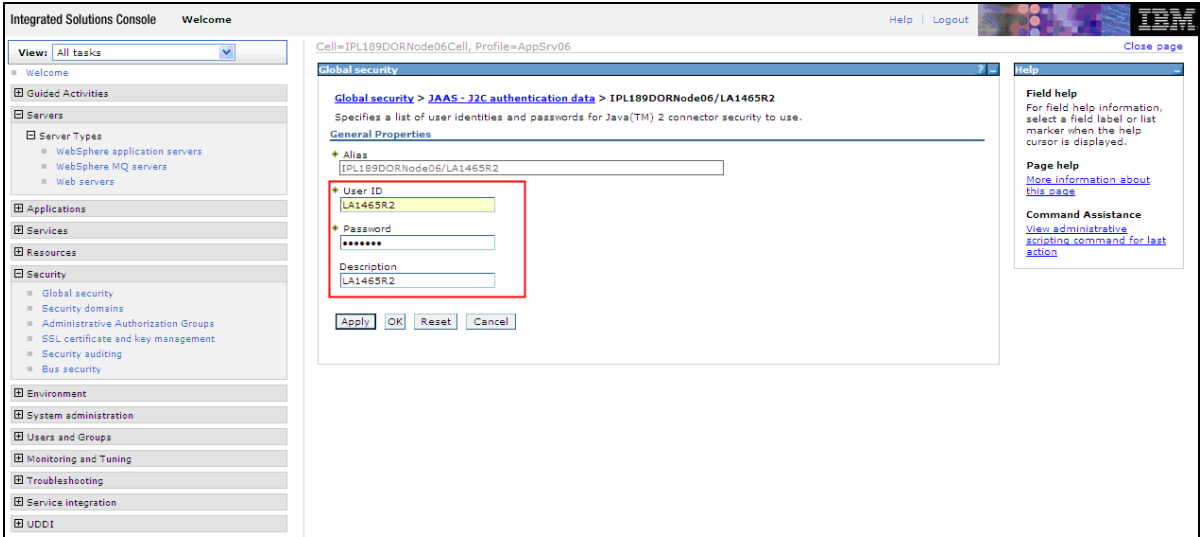 Integrated Solutions Console Welcome
Help | Logout
IBM
View: All tasks
Welcome
Guided Activities
Servers
Server Types
WebSphere application servers
WebSphere MQ servers
Web servers
Applications
Services
Resources
Security
Global security
Security domains
Administrative Authorization Groups
SSL certificate and key management
Security auditing
Bus security
Environment
System administration
Users and Groups
Monitoring and Tuning
Troubleshooting
Service integration
UDDI
Cell=IPL189DORNode06Cell, Profile=AppSrv06
Close page
Global security ? -
Global security > JAAS - J2C authentication data > IPL189DORNode06/LA1465R2
Specifies a list of user identities and passwords for Java(TM) 2 connector security to use.
General Properties
Alias
IPL189DORNode06/LA1465R2
User ID
LA1465R2
Password
•••••••
Description
LA1465R2
Apply OK Reset Cancel
Help -
Field help
For field help information,
select a field label or list
marker when the help
cursor is displayed.
Page help
More information about
this page
Command Assistance
View administrative
scripting command for last
action